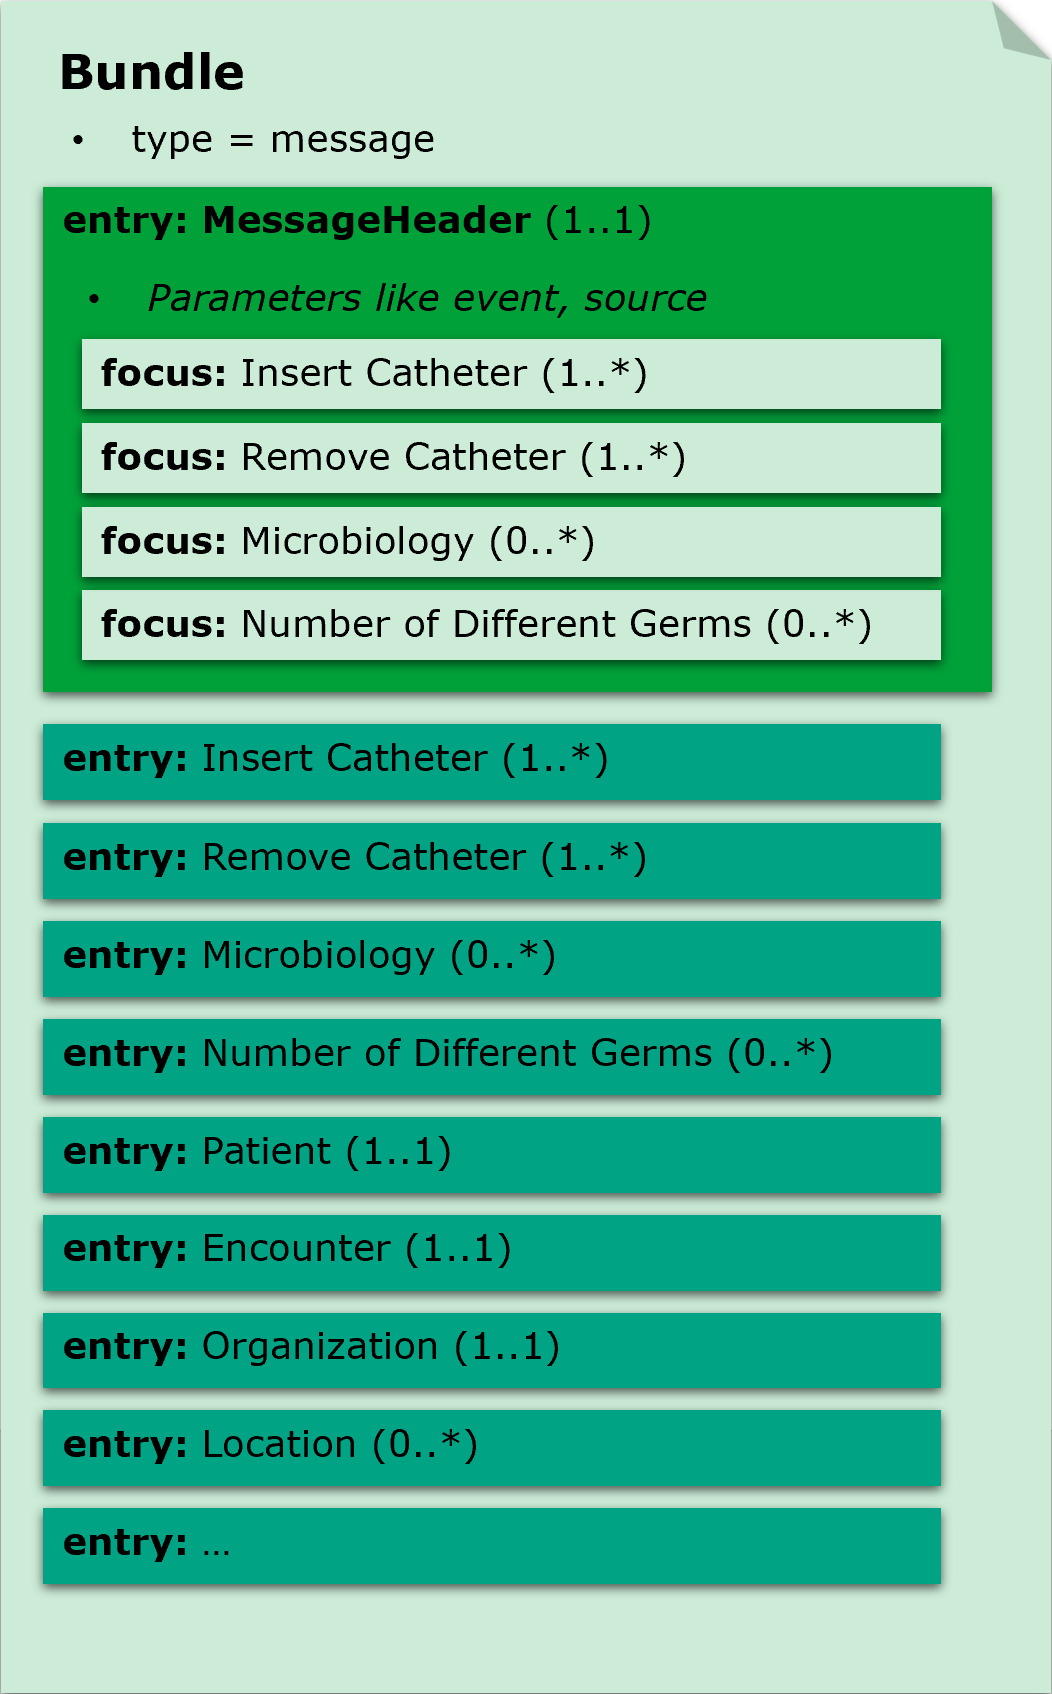 Bundle
• type = message
entry: MessageHeader (1..1)
• Parameters like event, source
focus: Insert Catheter (1..*)
focus: Remove Catheter (1..*)
focus: Microbiology (0..*)
focus: Number of Different Germs (0..*)
entry: Insert Catheter (1..*)
entry: Remove Catheter (1..*)
entry: Microbiology (0..*)
entry: Number of Different Germs (0..*)
entry: Patient (1..1)
entry: Encounter (1..1)
entry: Organization (1..1)
entry: Location (0..*)
entry: ...